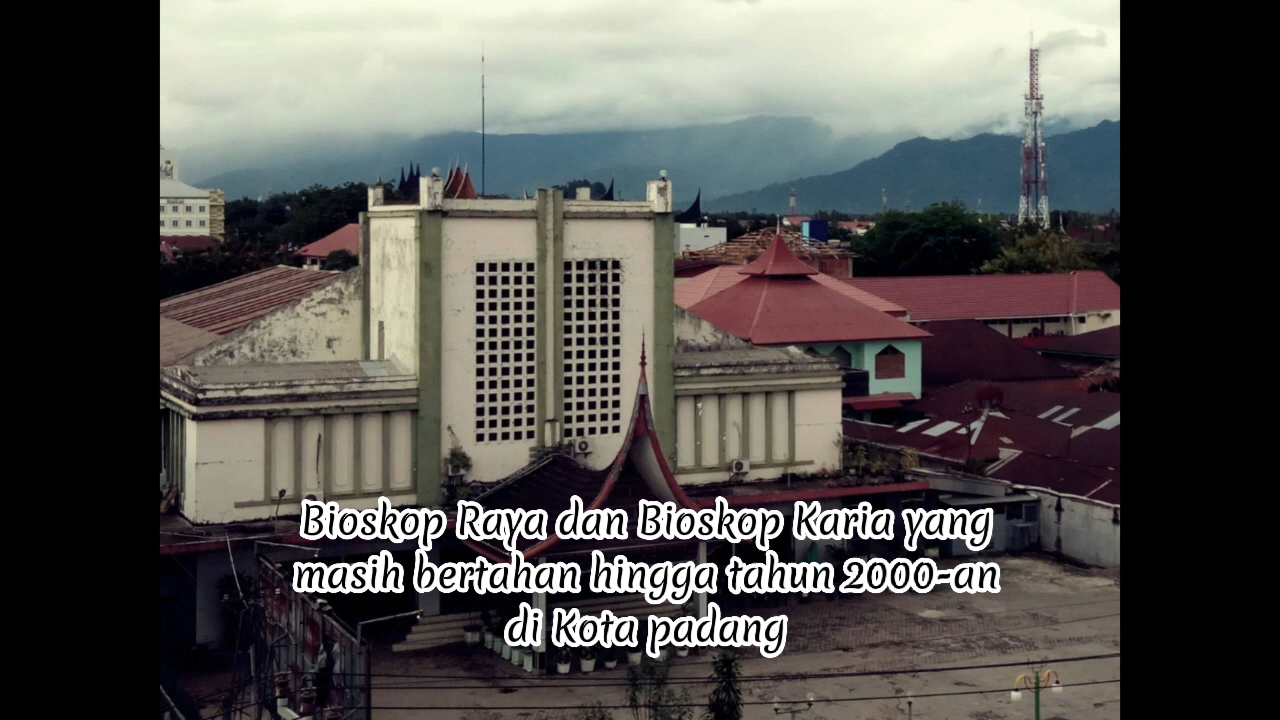 Bioskop Raya dan Bioskop Karia yang
masih bertahan hingga tahun 2000-an
di Kota padang